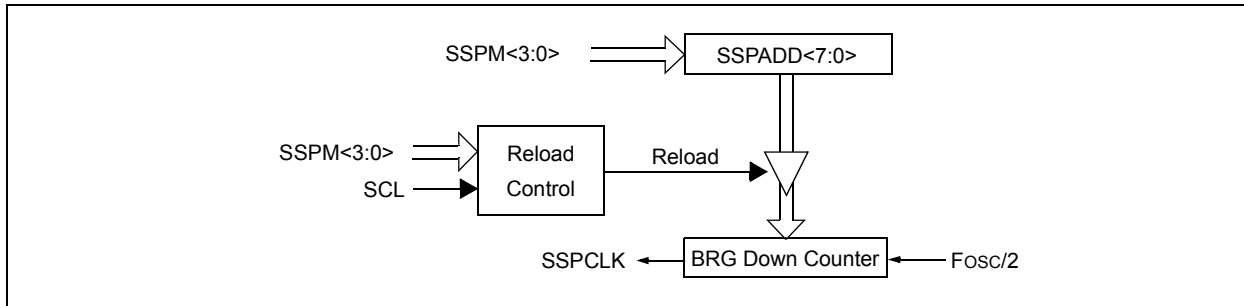 SSPM<3:0>
SSPADD<7:0>
SSPM<3:0>
SCL
Reload
Control
Reload
SSPCLK
BRG Down Counter
FOSC/2